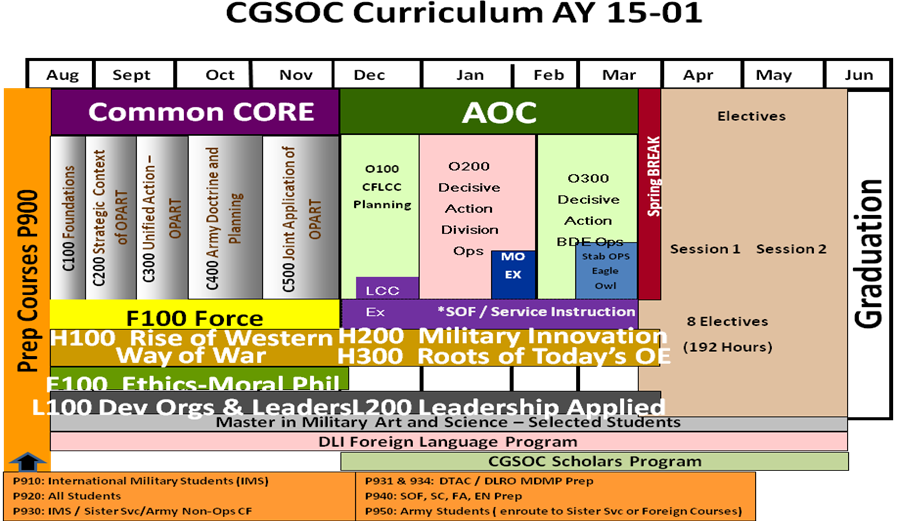 CGSOC Curriculum AY 15-01
Aug Sept Oct Nov Dec Jan Feb Mar Apr May Jun
Prep Courses P900
Common CORE
AOC
Spring BREAK
Electives
Graduation
C100 Foundations
C200 Strategic Context
of OPART
C300 Unified Action –
OPART
C400 Army Doctrine and
Planning
C500 Joint Application of
OPART
O100
CFLCC
Planning
LCC
Ex
O200
Decisive
Action
Division
Ops
MO
EX
O300
Decisive
Action
BDE Ops
Stab OPS
Eagle
Owl
Session 1 Session 2
8 Electives
(192 Hours)
F100 Force
*SOF / Service Instruction
H100 Rise of Western
Way of War
H200 Military Innovation
H300 Roots of Today's OE
E100 Ethics-Moral Phil
L100 Dev Orgs & Leaders
L200 Leadership Applied
Master in Military Art and Science – Selected Students
DLI Foreign Language Program
CGSOC Scholars Program
P910: International Military Students (IMS)
P920: All Students
P930: IMS / Sister Svc/Army Non-Ops CF
P931 & 934: DTAC / DLRO MDMP Prep
P940: SOF, SC, FA, EN Prep
P950: Army Students ( enroute to Sister Svc or Foreign Courses)